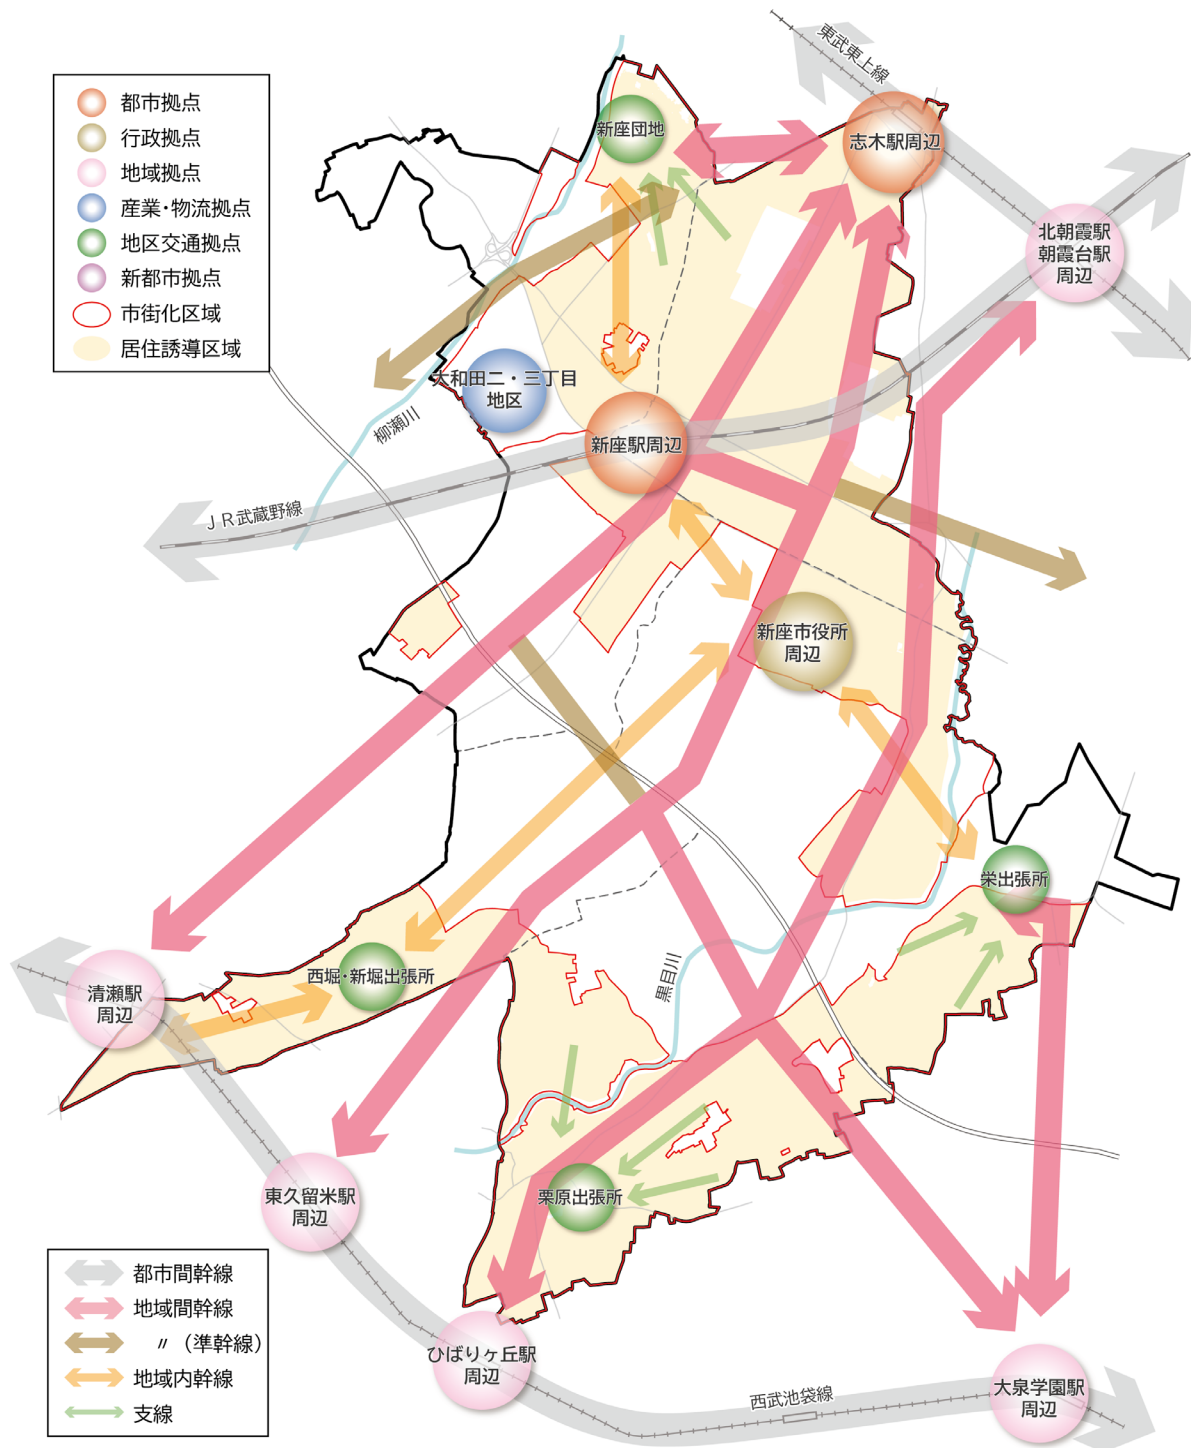 都市拠点
行政拠点
地域拠点
産業・物流拠点
地区交通拠点
新都市拠点
市街化区域
居住誘導区域
東武東上線
新座団地
志木駅周辺
北朝霞駅
朝霞台駅
周辺
大和田二・三丁目
地区
柳瀬川
新座駅周辺
JR武蔵野線
新座市役所
周辺
栄出張所
西堀・新堀出張所
黒目川
清瀬駅
周辺
東久留米駅
周辺
栗原出張所
ひばりヶ丘駅
周辺
西武池袋線
大泉学園駅
周辺
都市間幹線
地域間幹線
〃(準幹線)
地域内幹線
支線